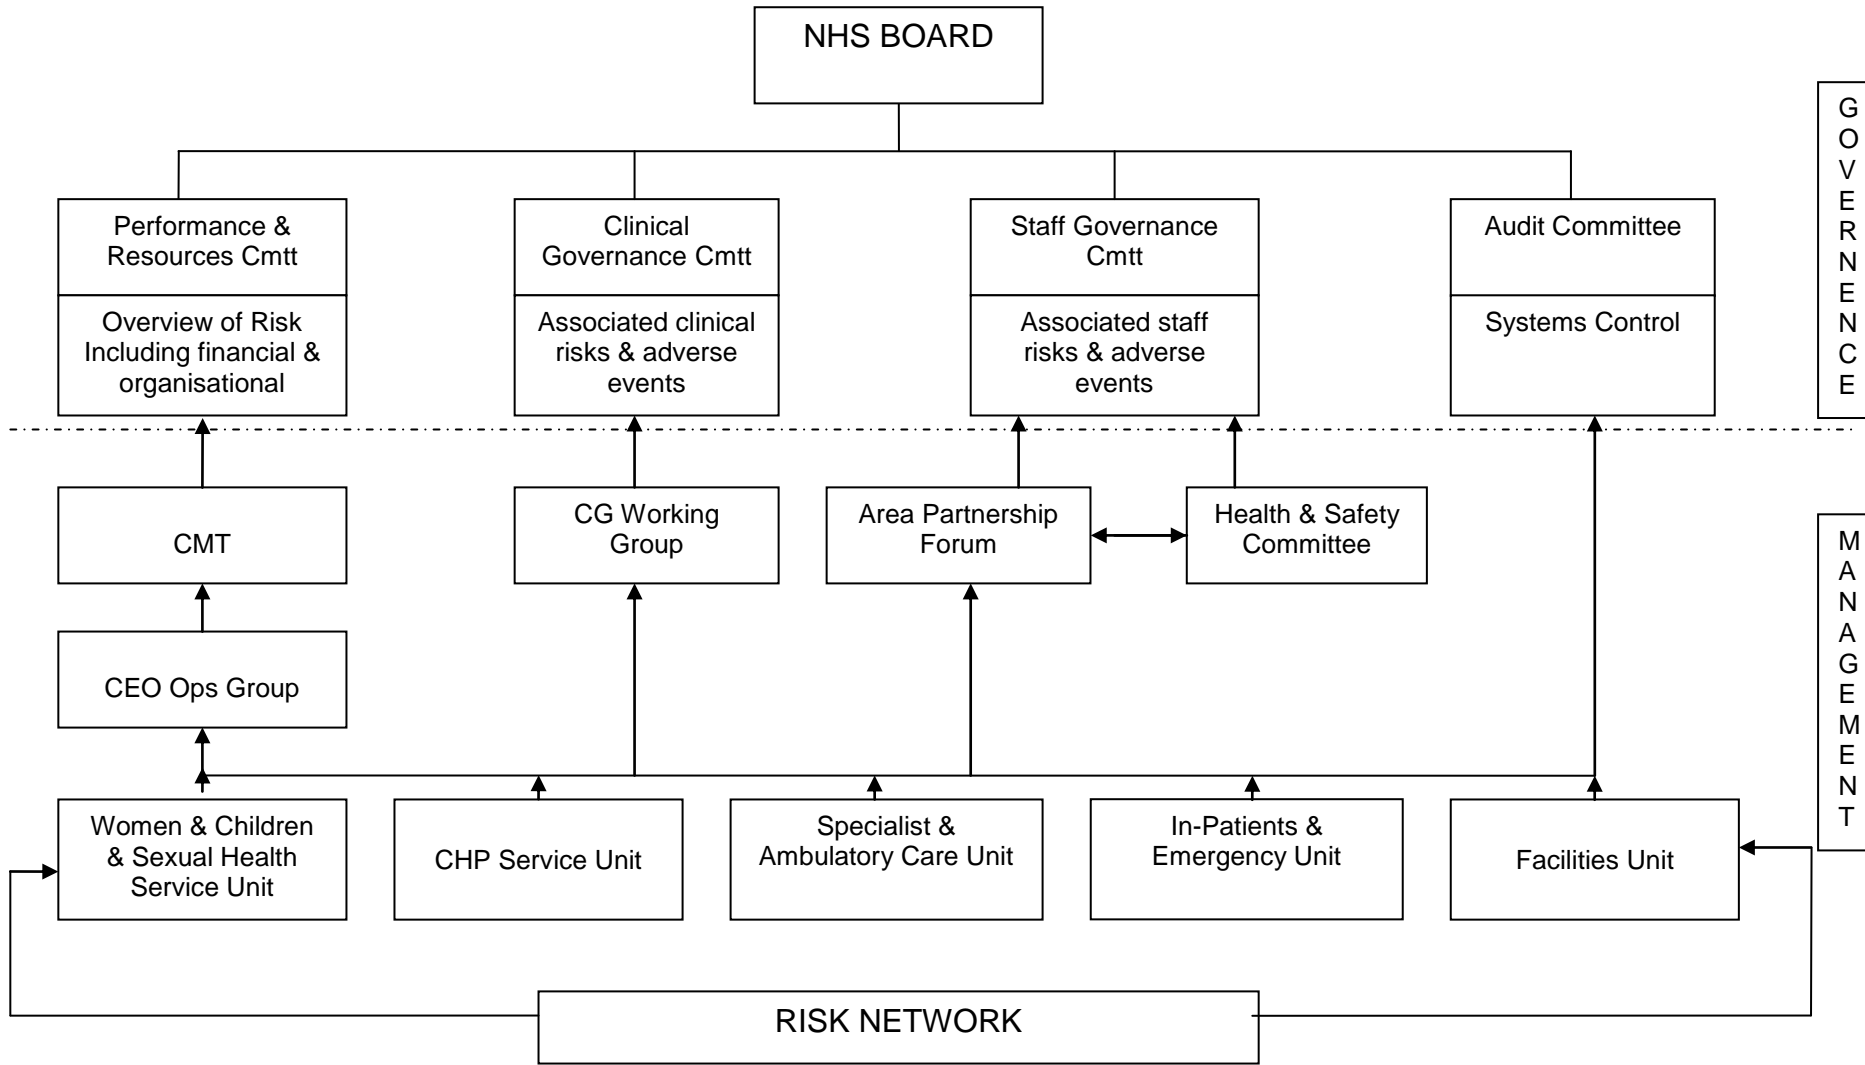 NHS BOARD
Performance &
Resources Cmtt
Clinical
Governance Cmtt
Staff Governance
Cmtt
Audit Committee
Overview of Risk
Including financial &
organisational
Associated clinical
risks & adverse
events
Associated staff
risks & adverse
events
Systems Control
G
O
V
E
R
N
E
N
C
E
CMT
CG Working
Group
Area Partnership
Forum
Health & Safety
Committee
CEO Ops Group
M
A
N
A
G
E
M
E
N
T
Women & Children
& Sexual Health
Service Unit
CHP Service Unit
Specialist &
Ambulatory Care Unit
In-Patients &
Emergency Unit
Facilities Unit
RISK NETWORK